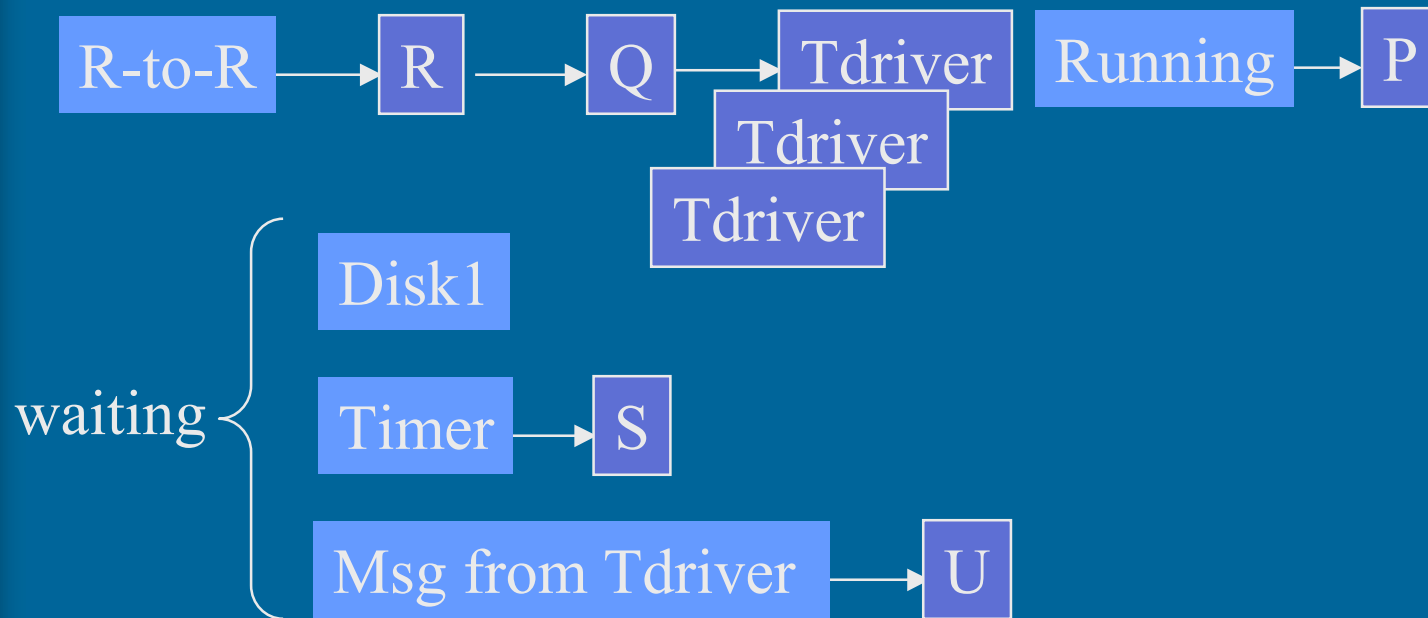 R-to-R R Q Tdriver Running P
Tdriver
Tdriver
Disk1
waiting
Timer S
Msg from Tdriver U